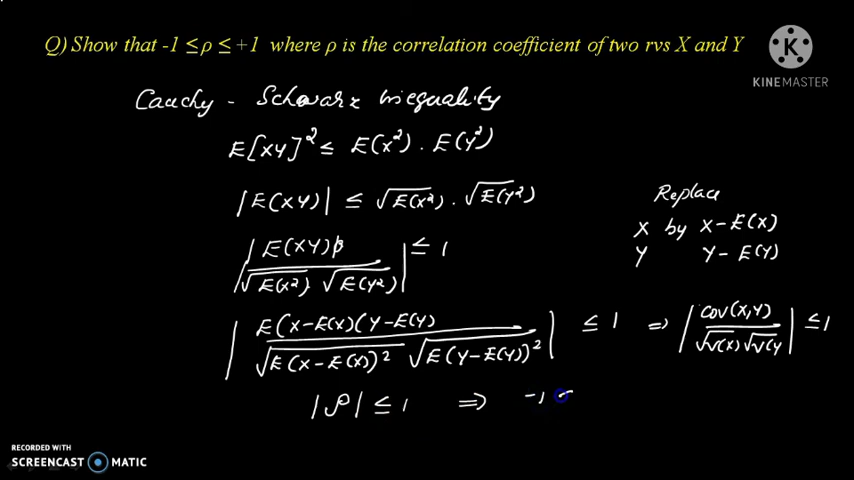 Q) Show that -1 ≤ ρ ≤ +1 where ρ is the correlation coefficient of two rvs X and Y
K
KINEMASTER
Cauchy - Schwarz inequality
E[XY]² ≤ E(X²) . E(Y²)
|E(XY)| ≤ √E(X²) . √E(Y²)
Replace
X by X-E(X)
Y Y-E(Y)
| E(XY) / √E(X²) √E(Y²) | ≤ 1
| E(X-E(X)(Y-E(Y) / √E(X-E(X))² √E(Y-E(Y))² | ≤ 1 ⇒ | Cov(X,Y) / √V(X) √V(Y | ≤ 1
|ρ| ≤ 1 ⇒ -1
RECORDED WITH
SCREENCAST MATIC